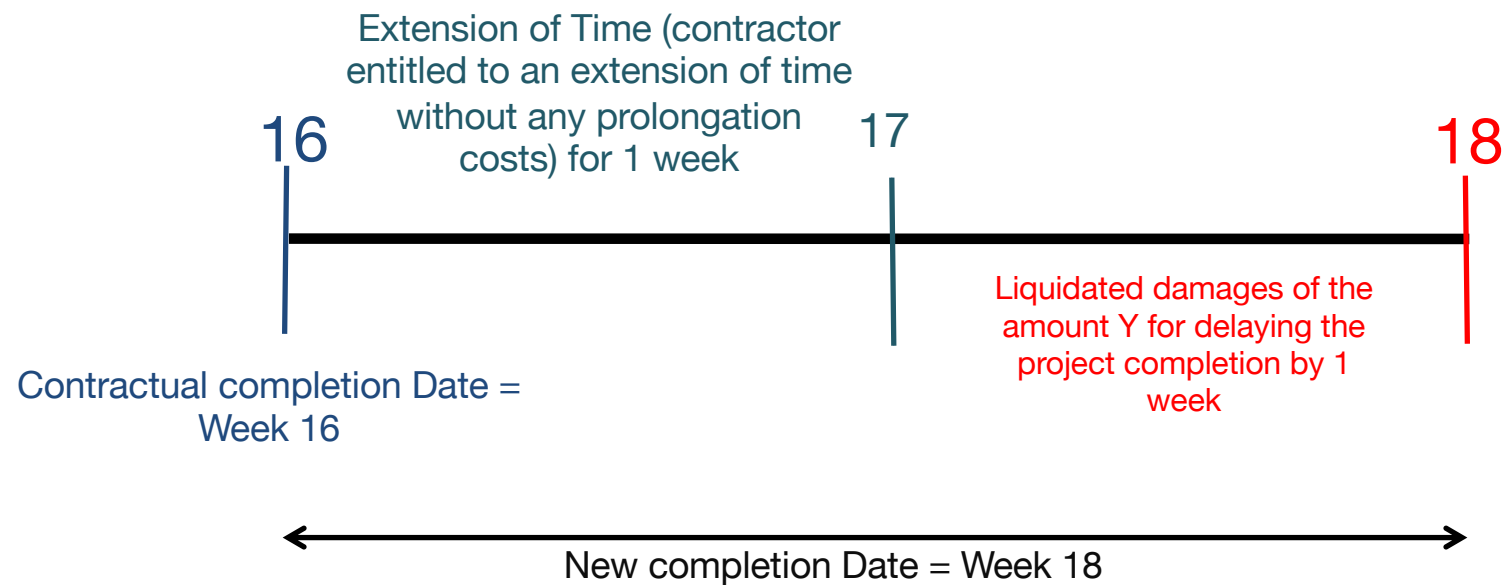 Extension of Time (contractor
entitled to an extension of time
without any prolongation
costs) for 1 week
16
17
18
Liquidated damages of the
amount Y for delaying the
project completion by 1
week
Contractual completion Date =
Week 16
New completion Date = Week 18